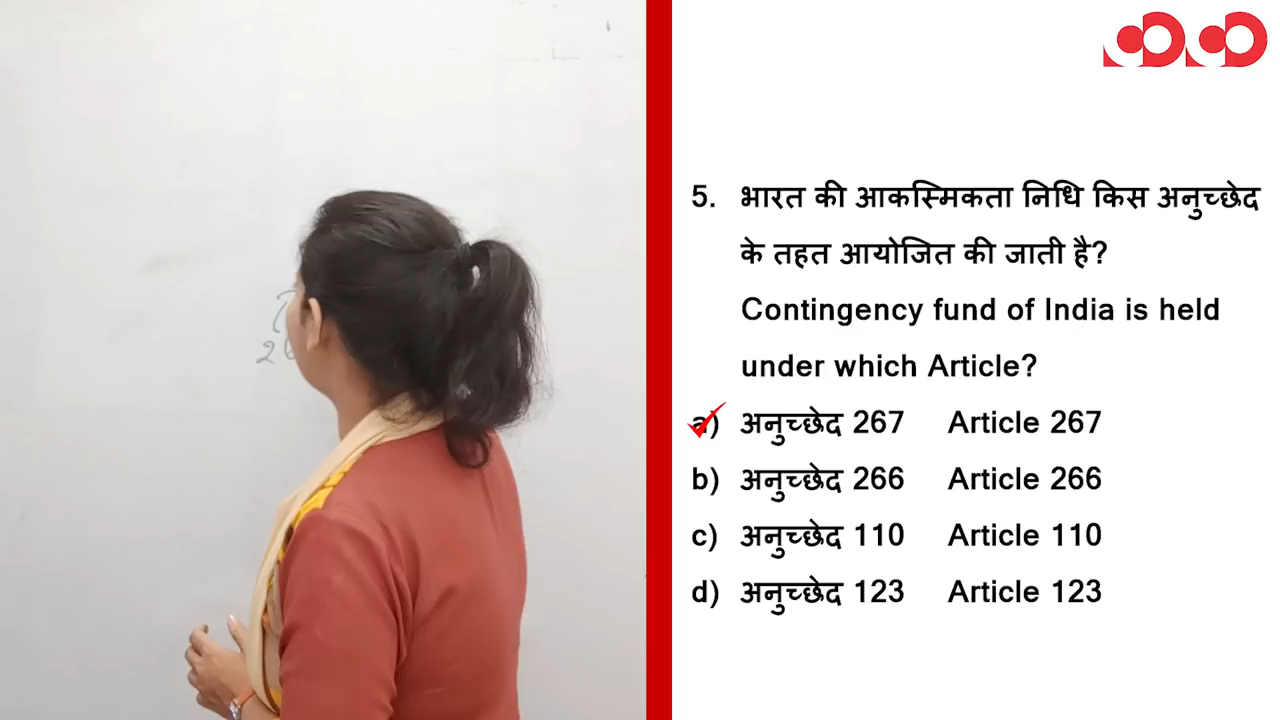 5. भारत की आकस्मिकता निधि किस अनुच्छेद
के तहत आयोजित की जाती है?
Contingency fund of India is held
under which Article?
a) अनुच्छेद 267 Article 267
b) अनुच्छेद 266 Article 266
c) अनुच्छेद 110 Article 110
d) अनुच्छेद 123 Article 123